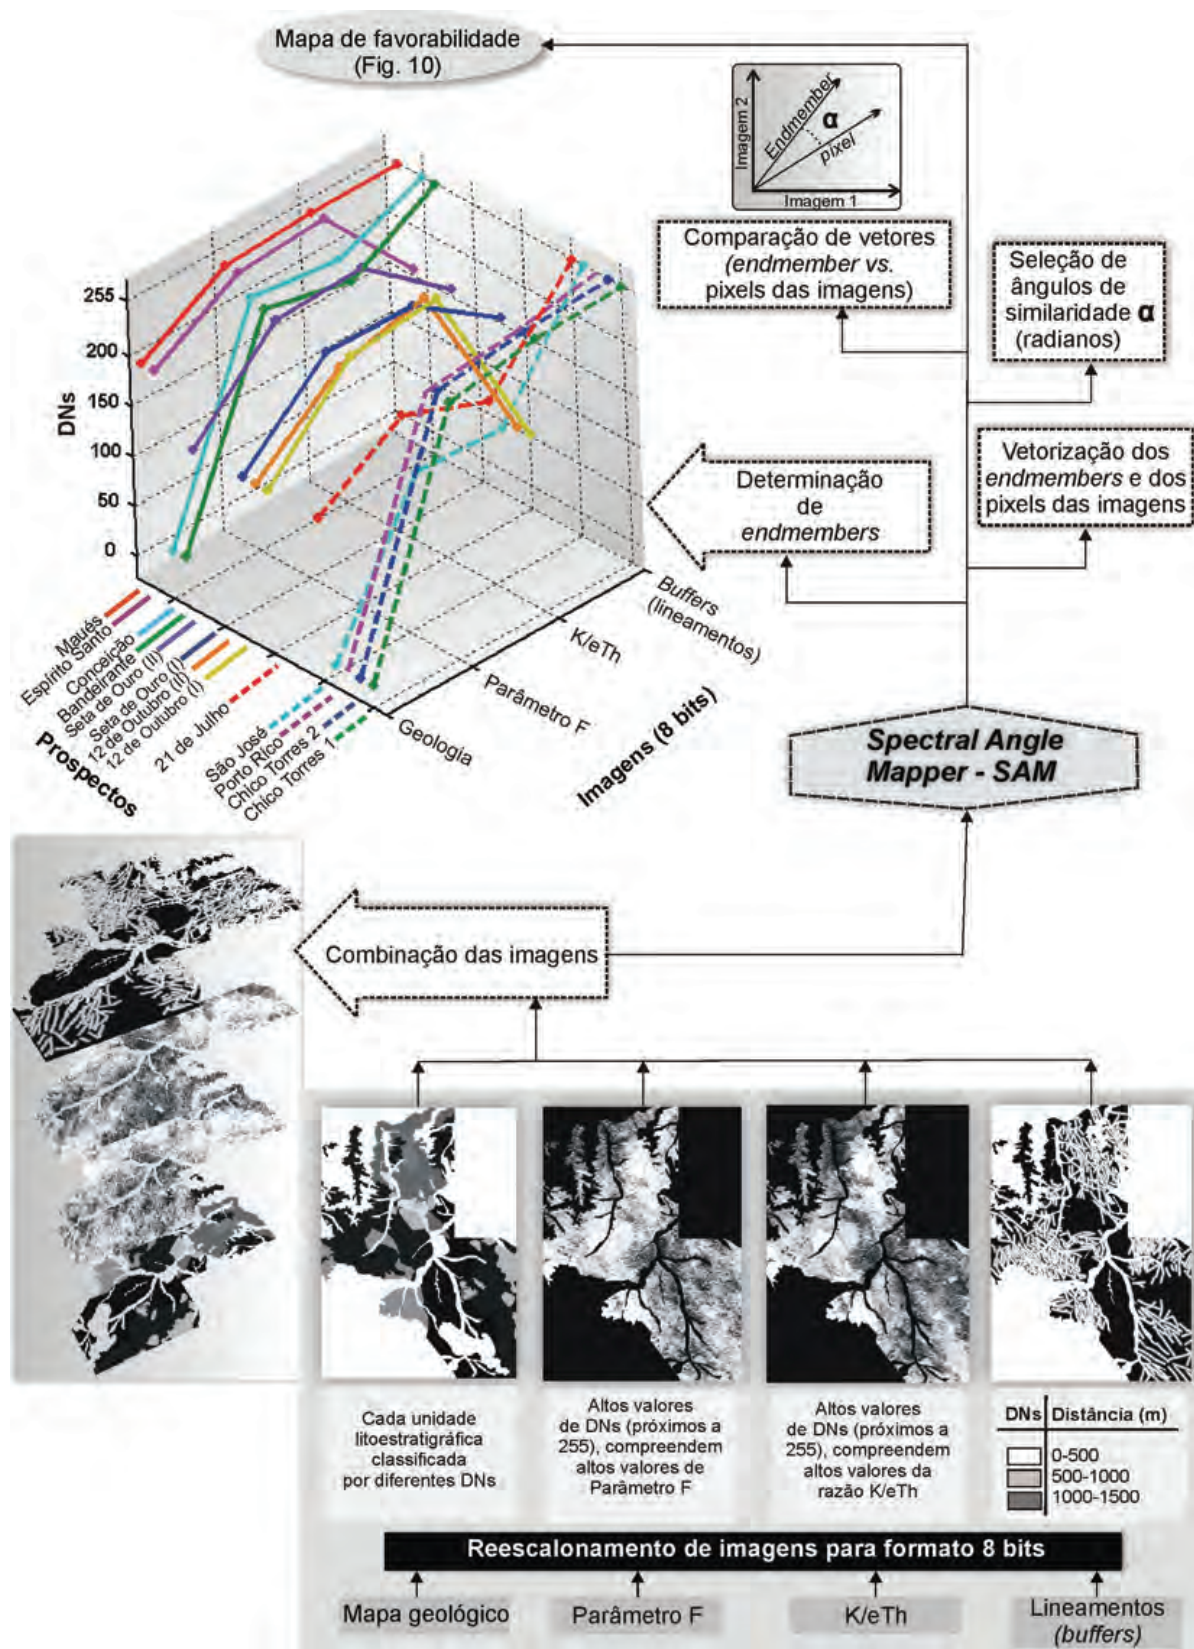 Mapa de favorabilidade
(Fig. 10)
Imagem 2
Endmember
α
pixel
Imagem 1
Comparação de vetores
(endmember vs.
pixels das imagens)
Seleção de
ângulos de
similaridade α
(radianos)
Vetorização dos
endmembers e dos
pixels das imagens
Determinação
de
endmembers
DNs
255
200
150
100
50
0
Maués
Espírito Santo
Conceição
Bandeirante
Seta de Ouro (II)
Seta de Ouro (I)
12 de Outubro (II)
12 de Outubro (I)
21 de Julho
São José
Porto Rico
Chico Torres 2
Chico Torres 1
Prospectos
Buffers
(lineamentos)
K/eTh
Parâmetro F
Geologia
Imagens (8 bits)
Spectral Angle
Mapper - SAM
Combinação das imagens
Cada unidade
litoestratigráfica
classificada
por diferentes DNs
Altos valores
de DNs (próximos a
255), compreendem
altos valores de
Parâmetro F
Altos valores
de DNs (próximos a
255), compreendem
altos valores da
razão K/eTh
DNs Distância (m)
0-500
500-1000
1000-1500
Reescalonamento de imagens para formato 8 bits
Mapa geológico
Parâmetro F
K/eTh
Lineamentos
(buffers)